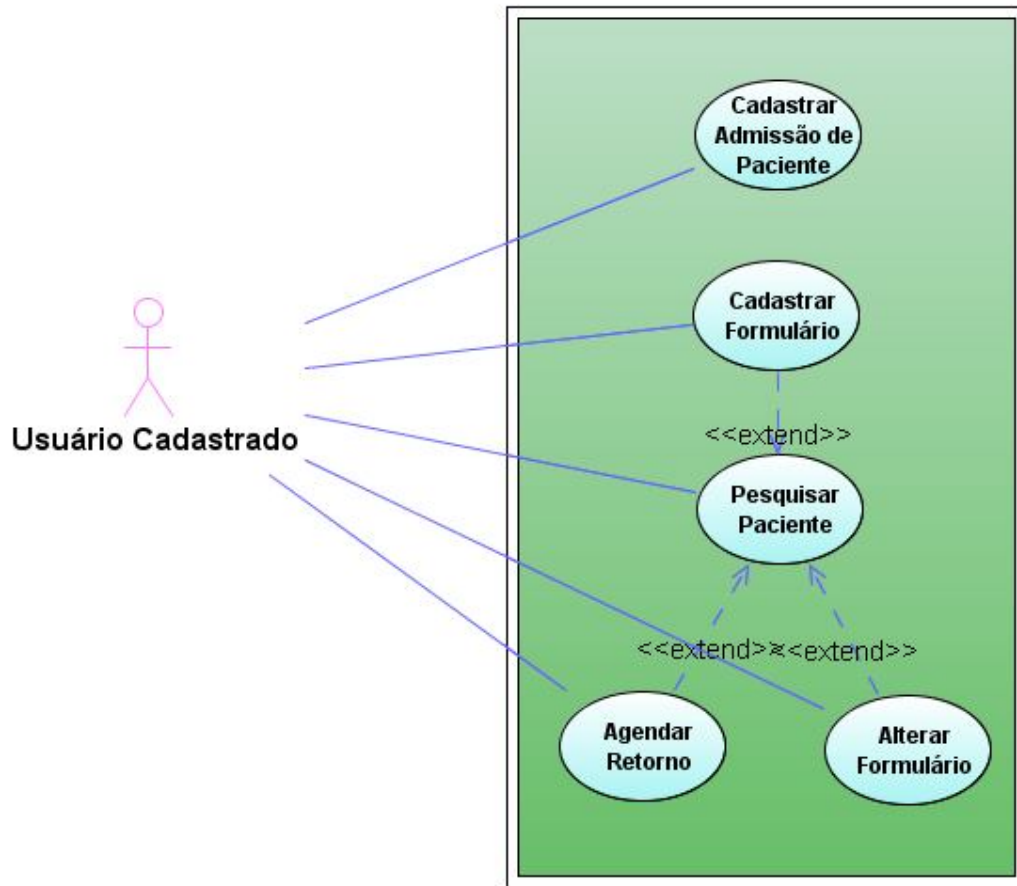 Cadastrar
Admissão de
Paciente
Cadastrar
Formulário
Usuário Cadastrado
<<extend>>
Pesquisar
Paciente
<<extend>>
<<extend>>
Agendar
Retorno
Alterar
Formulário